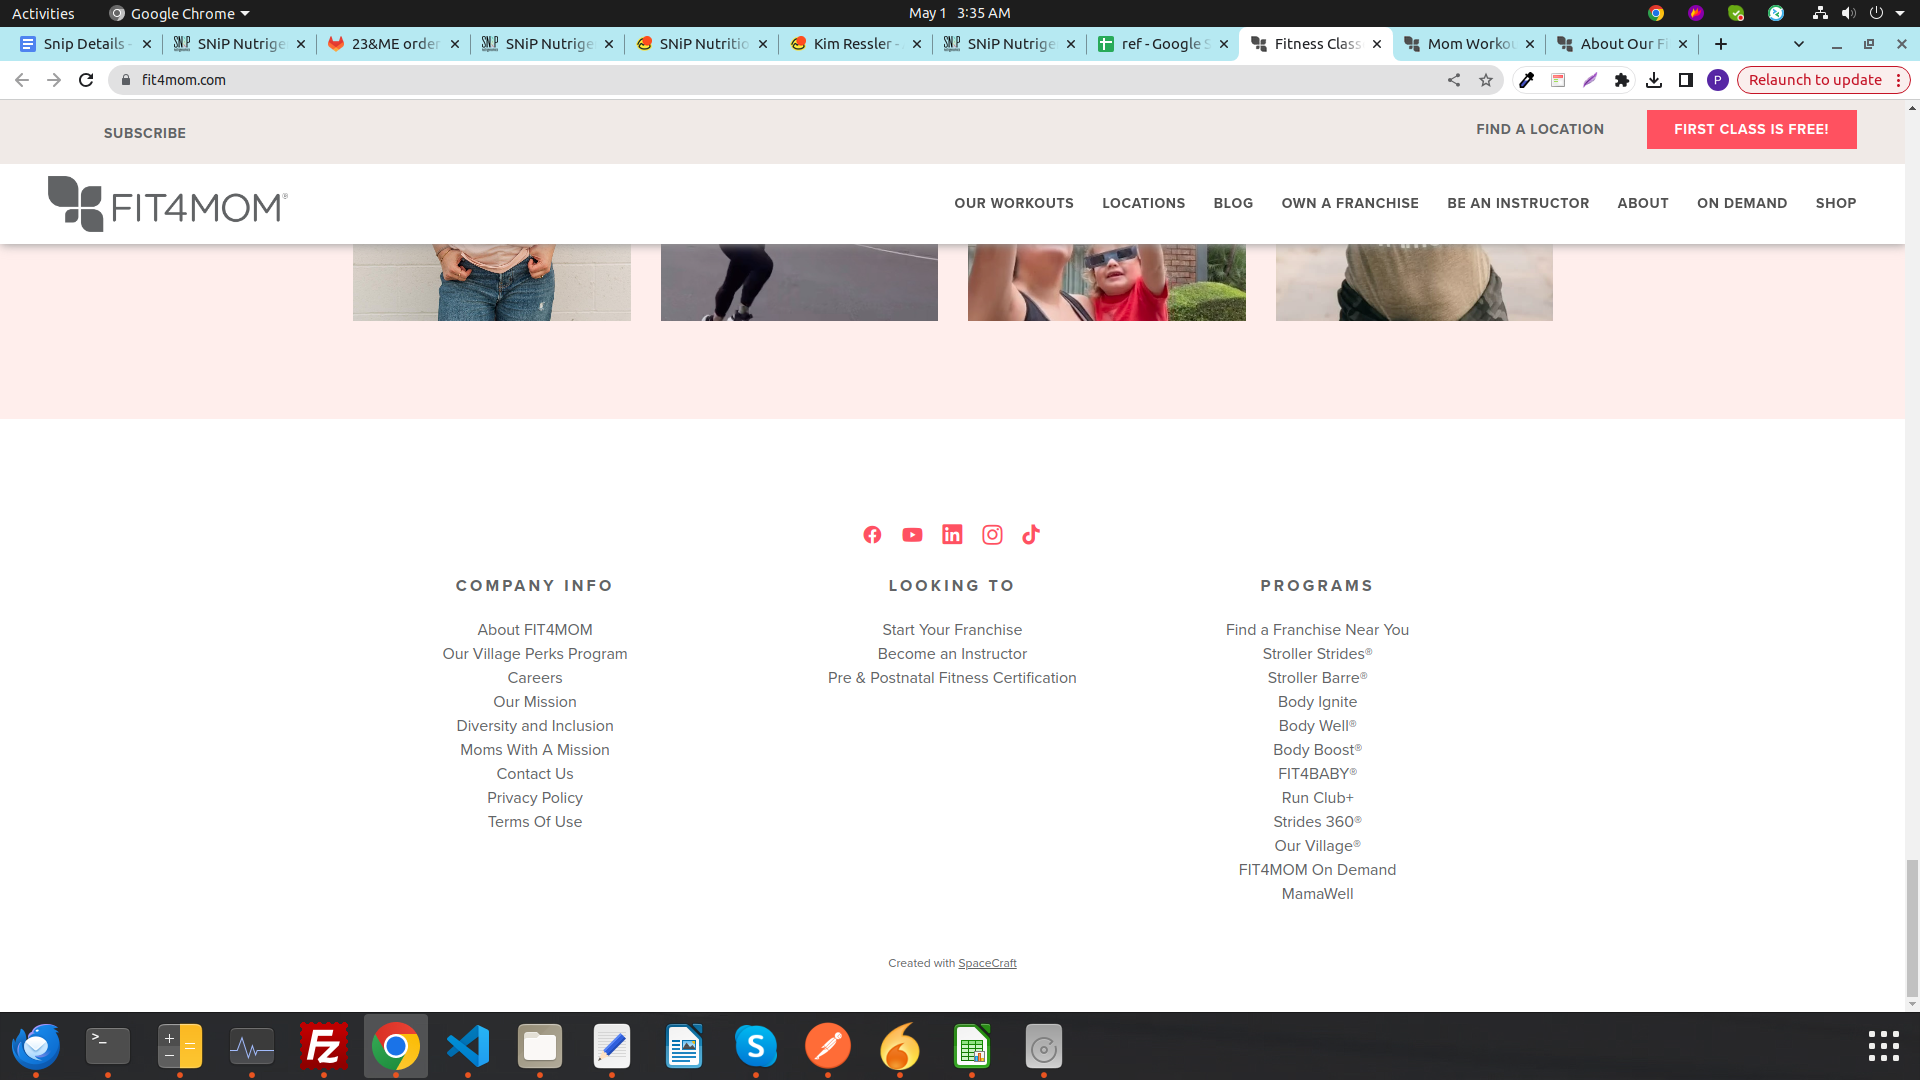 Activities
Google Chrome
May 1 3:35 AM
Snip Details -
SNiP Nutrige
23&ME order
SNiP Nutrige
SNiP Nutritio
Kim Ressler -
SNiP Nutrige
ref - Google S
Fitness Class
Mom Workou
About Our Fi
fit4mom.com
P
Relaunch to update
SUBSCRIBE
FIND A LOCATION
FIRST CLASS IS FREE!
FIT4MOM®
OUR WORKOUTS
LOCATIONS
BLOG
OWN A FRANCHISE
BE AN INSTRUCTOR
ABOUT
ON DEMAND
SHOP
COMPANY INFO
About FIT4MOM
Our Village Perks Program
Careers
Our Mission
Diversity and Inclusion
Moms With A Mission
Contact Us
Privacy Policy
Terms Of Use
LOOKING TO
Start Your Franchise
Become an Instructor
Pre & Postnatal Fitness Certification
PROGRAMS
Find a Franchise Near You
Stroller Strides®
Stroller Barre®
Body Ignite
Body Well®
Body Boost®
FIT4BABY®
Run Club+
Strides 360®
Our Village®
FIT4MOM On Demand
MamaWell
Created with SpaceCraft